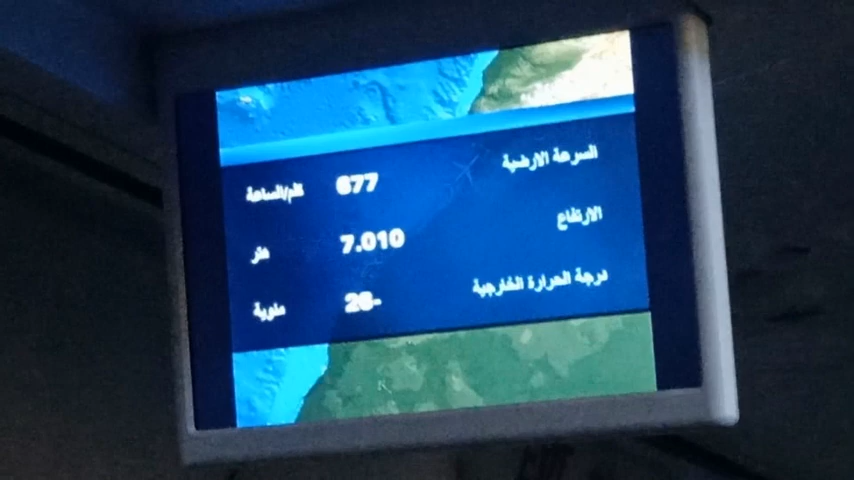 السرعة الارضية 677 كلم/الساعة
الارتفاع 7.010 متر
درجة الحرارة الخارجية 26- مئوية